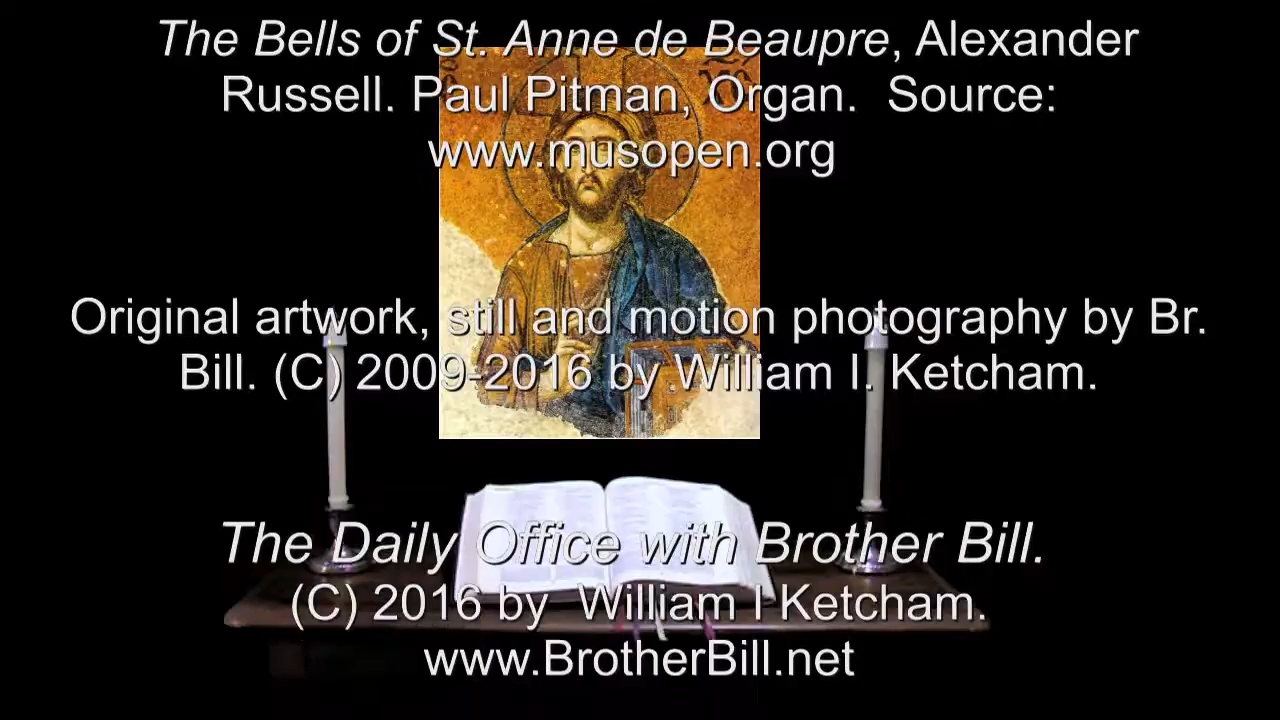 The Bells of St. Anne de Beaupre, Alexander
Russell. Paul Pitman, Organ.  Source:
www.musopen.org
Original artwork, still and motion photography by Br.
Bill. (C) 2009-2016 by William I. Ketcham.
The Daily Office with Brother Bill.
(C) 2016 by  William I Ketcham.
www.BrotherBill.net